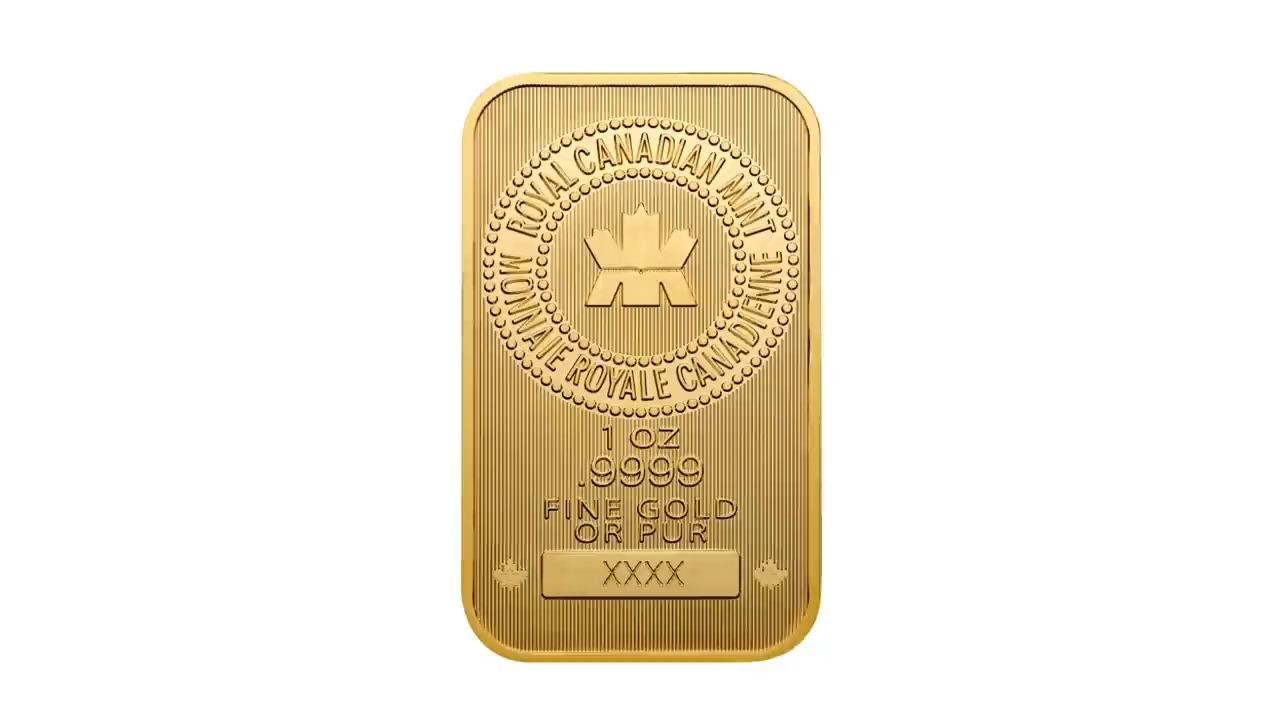 ROYAL CANADIAN MINT
MONNAIE ROYALE CANADIENNE
1 OZ
.9999
FINE GOLD
OR PUR
XXXX